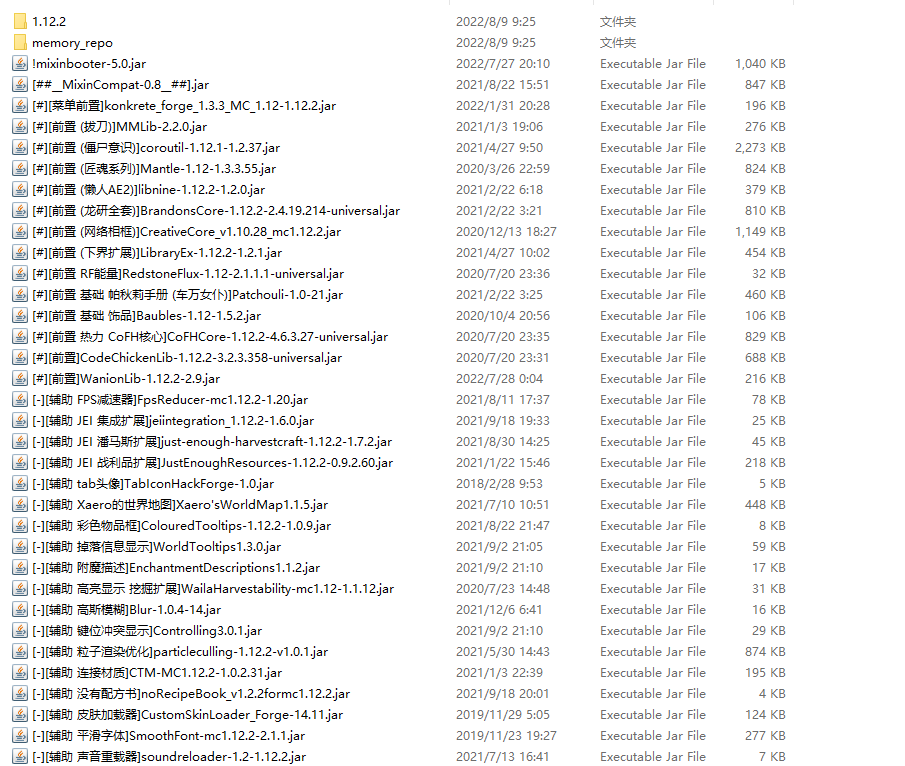 1.12.2 2022/8/9 9:25 文件夹
memory_repo 2022/8/9 9:25 文件夹
!mixinbooter-5.0.jar 2022/7/27 20:10 Executable Jar File 1,040 KB
[##__MixinCompat-0.8__##].jar 2021/8/22 15:51 Executable Jar File 847 KB
[#][菜单前置]konkrete_forge_1.3.3_MC_1.12-1.12.2.jar 2022/1/31 20:28 Executable Jar File 196 KB
[#][前置 (拔刀)]MMLib-2.2.0.jar 2021/1/3 19:06 Executable Jar File 276 KB
[#][前置 (僵尸意识)]coroutil-1.12.1-1.2.37.jar 2021/4/27 9:50 Executable Jar File 2,273 KB
[#][前置 (匠魂系列)]Mantle-1.12-1.3.3.55.jar 2020/3/26 22:59 Executable Jar File 824 KB
[#][前置 (懒人AE2)]libnine-1.12.2-1.2.0.jar 2021/2/22 6:18 Executable Jar File 379 KB
[#][前置 (龙研全套)]BrandonsCore-1.12.2-2.4.19.214-universal.jar 2021/2/22 3:21 Executable Jar File 810 KB
[#][前置 (网络相框)]CreativeCore_v1.10.28_mc1.12.2.jar 2020/12/13 18:27 Executable Jar File 1,149 KB
[#][前置 (下界扩展)]LibraryEx-1.12.2-1.2.1.jar 2021/4/27 10:02 Executable Jar File 454 KB
[#][前置 RF能量]RedstoneFlux-1.12-2.1.1.1-universal.jar 2020/7/20 23:36 Executable Jar File 32 KB
[#][前置 基础 帕秋莉手册 (车万女仆)]Patchouli-1.0-21.jar 2021/2/22 3:25 Executable Jar File 460 KB
[#][前置 基础 饰品]Baubles-1.12-1.5.2.jar 2020/10/4 20:56 Executable Jar File 106 KB
[#][前置 热力 CoFH核心]CoFHCore-1.12.2-4.6.3.27-universal.jar 2020/7/20 23:35 Executable Jar File 829 KB
[#][前置]CodeChickenLib-1.12.2-3.2.3.358-universal.jar 2020/7/20 23:31 Executable Jar File 688 KB
[#][前置]WanionLib-1.12.2-2.9.jar 2022/7/28 0:04 Executable Jar File 216 KB
[-][辅助 FPS减速器]FpsReducer-mc1.12.2-1.20.jar 2021/8/11 17:37 Executable Jar File 78 KB
[-][辅助 JEI 集成扩展]jeiintegration_1.12.2-1.6.0.jar 2021/9/18 19:33 Executable Jar File 25 KB
[-][辅助 JEI 潘马斯扩展]just-enough-harvestcraft-1.12.2-1.7.2.jar 2021/8/30 14:25 Executable Jar File 45 KB
[-][辅助 JEI 战利品扩展]JustEnoughResources-1.12.2-0.9.2.60.jar 2021/1/22 15:46 Executable Jar File 218 KB
[-][辅助 tab头像]TabIconHackForge-1.0.jar 2018/2/28 9:53 Executable Jar File 5 KB
[-][辅助 Xaero的世界地图]Xaero'sWorldMap1.1.5.jar 2021/7/10 10:51 Executable Jar File 448 KB
[-][辅助 彩色物品框]ColouredTooltips-1.12.2-1.0.9.jar 2021/8/22 21:47 Executable Jar File 8 KB
[-][辅助 掉落信息显示]WorldTooltips1.3.0.jar 2021/9/2 21:05 Executable Jar File 59 KB
[-][辅助 附魔描述]EnchantmentDescriptions1.1.2.jar 2021/9/2 21:10 Executable Jar File 17 KB
[-][辅助 高亮显示 挖掘扩展]WailaHarvestability-mc1.12-1.1.12.jar 2020/7/23 14:48 Executable Jar File 31 KB
[-][辅助 高斯模糊]Blur-1.0.4-14.jar 2021/12/6 6:41 Executable Jar File 16 KB
[-][辅助 键位冲突显示]Controlling3.0.1.jar 2021/9/2 21:10 Executable Jar File 29 KB
[-][辅助 粒子渲染优化]particleculling-1.12.2-v1.0.1.jar 2021/5/30 14:43 Executable Jar File 874 KB
[-][辅助 连接材质]CTM-MC1.12.2-1.0.2.31.jar 2021/1/3 22:39 Executable Jar File 195 KB
[-][辅助 没有配方书]noRecipeBook_v1.2.2formc1.12.2.jar 2021/9/18 20:01 Executable Jar File 4 KB
[-][辅助 皮肤加载器]CustomSkinLoader_Forge-14.11.jar 2019/11/29 5:05 Executable Jar File 124 KB
[-][辅助 平滑字体]SmoothFont-mc1.12.2-2.1.1.jar 2019/11/23 19:27 Executable Jar File 277 KB
[-][辅助 声音重载器]soundreloader-1.2-1.12.2.jar 2021/7/13 16:41 Executable Jar File 7 KB